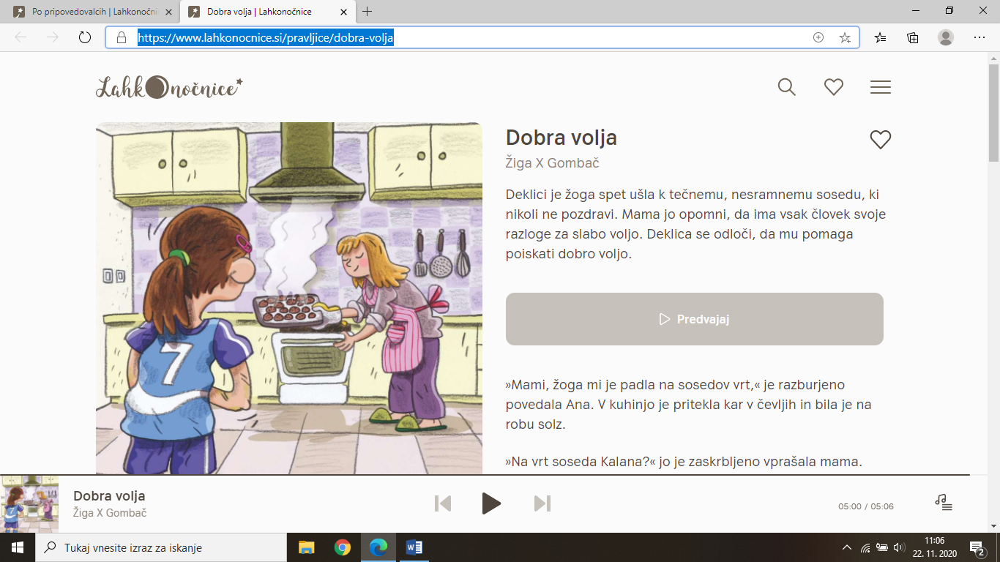 Po pripovedovalcih | Lahkonočni
Dobra volja | Lahkonočnice
https://www.lahkonocnice.si/pravljice/dobra-volja
Lahkonočnice
Dobra volja
Žiga X Gombač
Deklici je žoga spet ušla k tečnemu, nesramnemu sosedu, ki
nikoli ne pozdravi. Mama jo opomni, da ima vsak človek svoje
razloge za slabo voljo. Deklica se odloči, da mu pomaga
poiskati dobro voljo.
Predvajaj
»Mami, žoga mi je padla na sosedov vrt,« je razburjeno
povedala Ana. V kuhinjo je pritekla kar v čevljih in bila je na
robu solz.
»Na vrt soseda Kalana?« jo je zaskrbljeno vprašala mama.
7
Dobra volja
Žiga X Gombač
7
05:00 / 05:06
Tukaj vnesite izraz za iskanje
11:06
22. 11. 2020
2